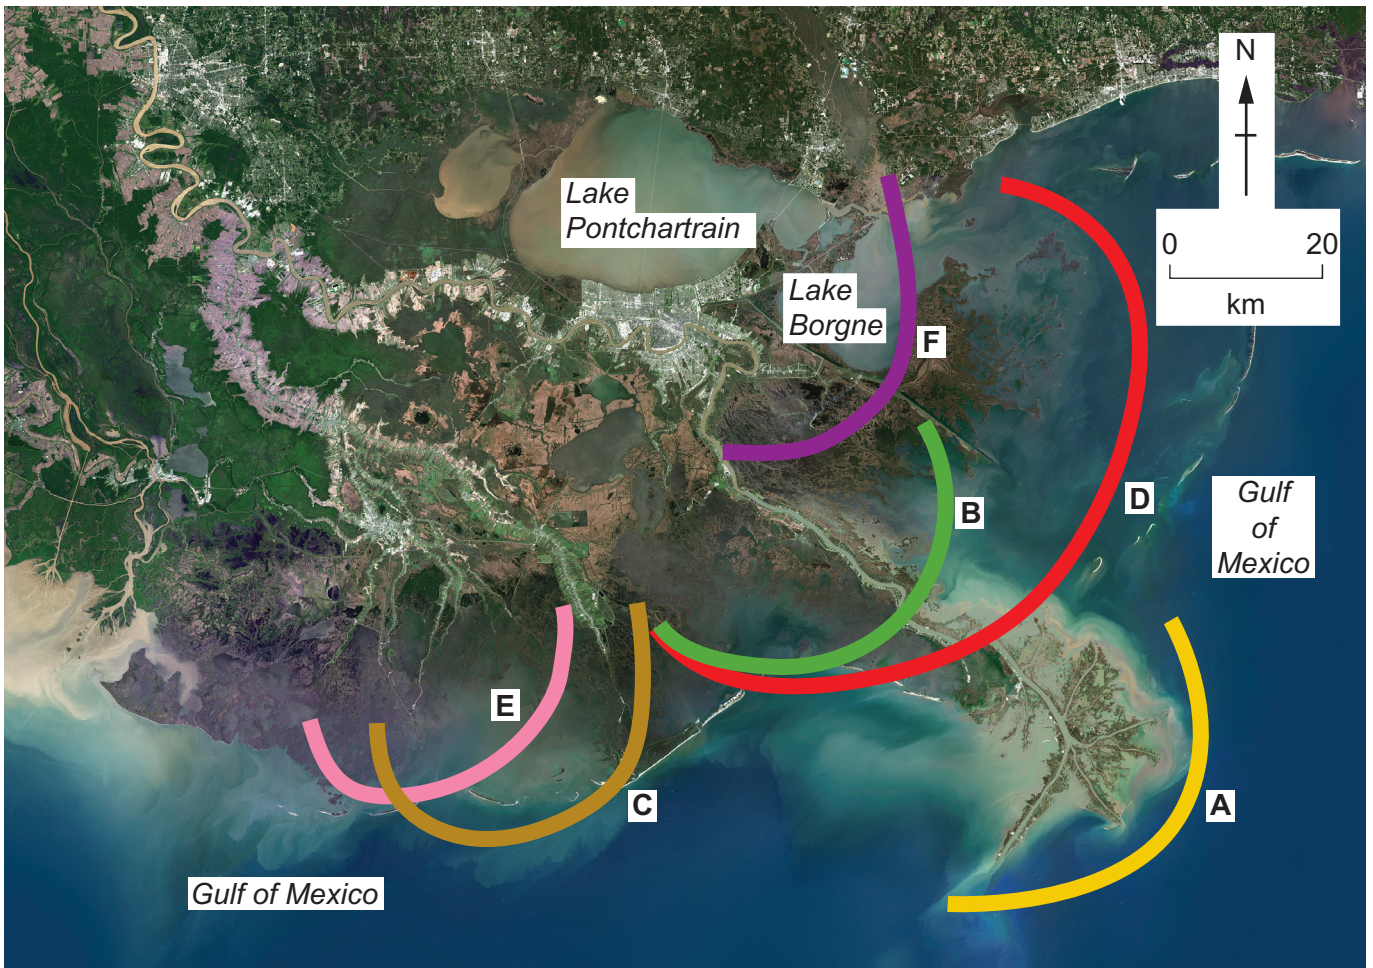 N
0 20
km
Lake
Pontchartrain
Lake
Borgne
F
B
D
Gulf
of
Mexico
E
C
A
Gulf of Mexico